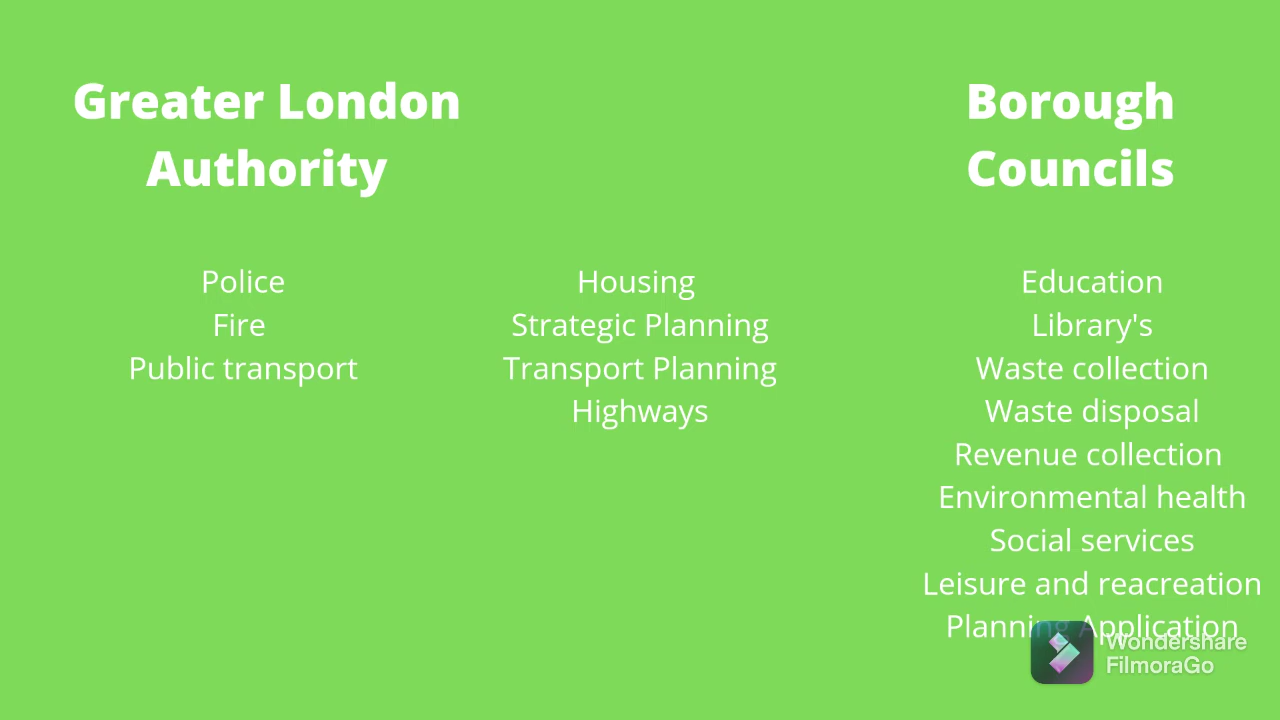 Greater London
Authority
Borough
Councils
Police
Fire
Public transport
Housing
Strategic Planning
Transport Planning
Highways
Education
Library's
Waste collection
Waste disposal
Revenue collection
Environmental health
Social services
Leisure and reacreation
Planning Application
Wondershare
FilmoraGo